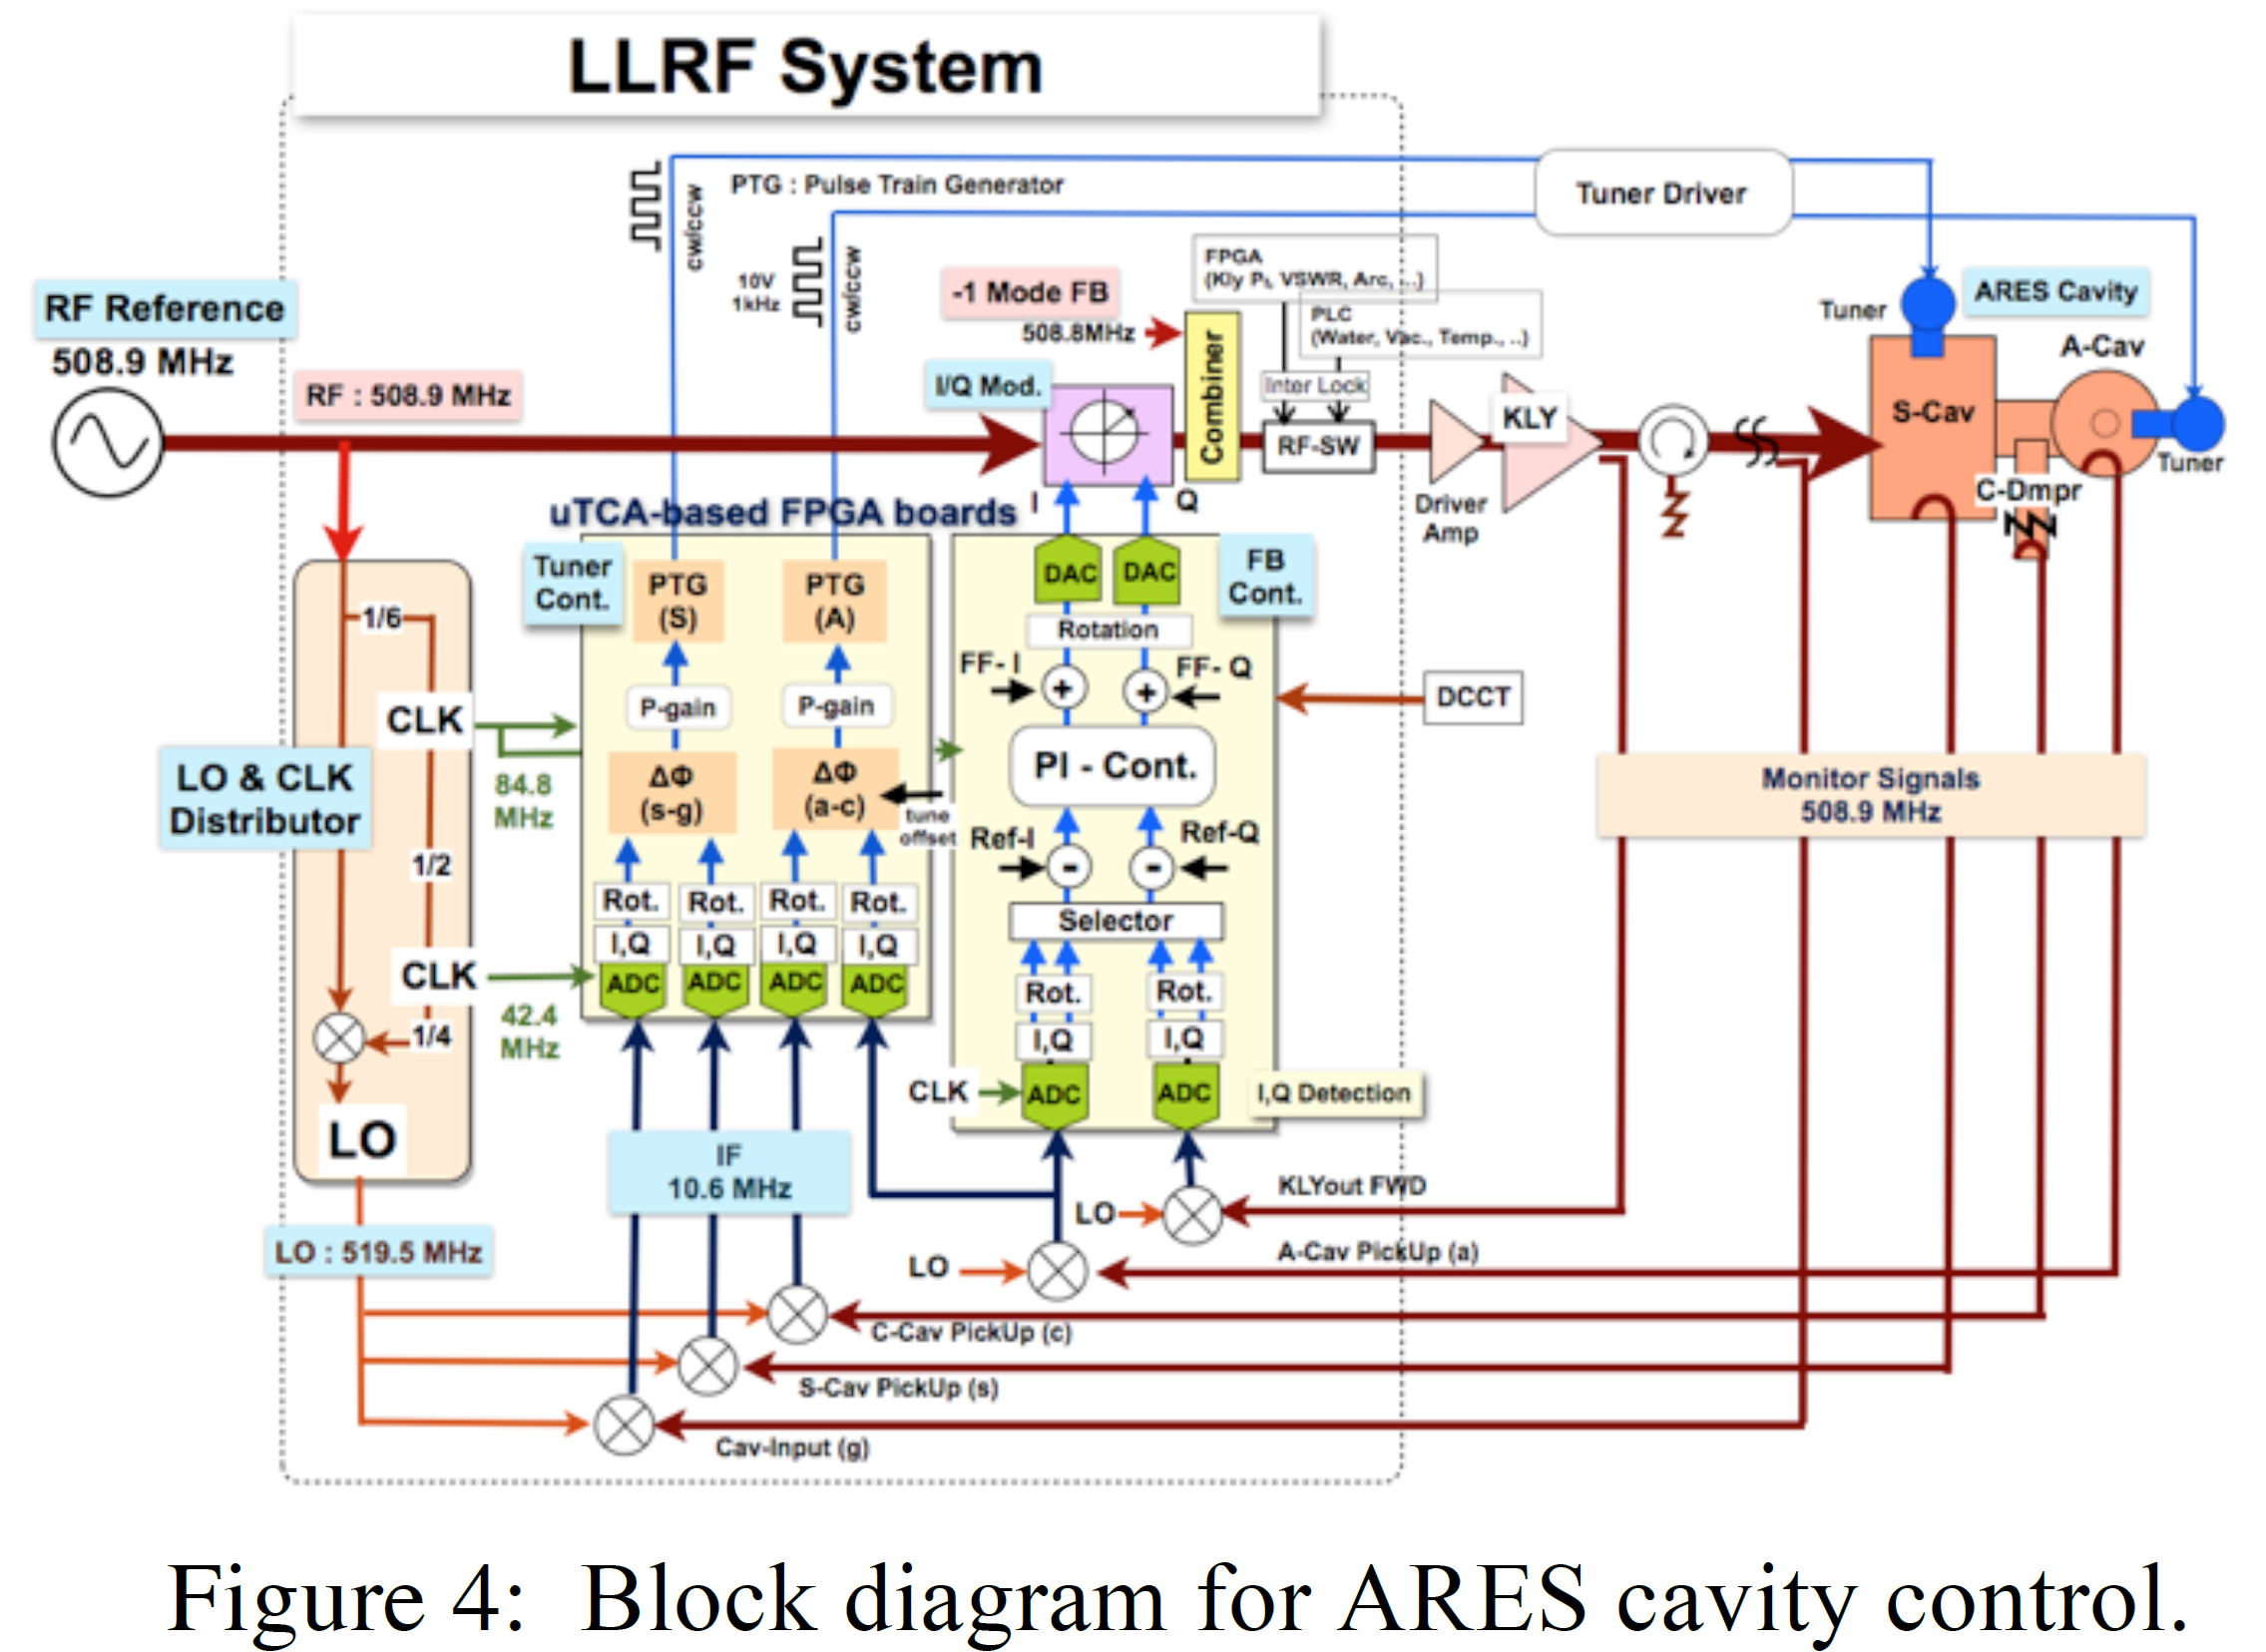 LLRF System
PTG : Pulse Train Generator
Tuner Driver
cw/ccw
cw/ccw
10V
1kHz
RF Reference
508.9 MHz
RF : 508.9 MHz
-1 Mode FB
508.8MHz
I/Q Mod.
Combiner
FPGA
(Kly Pf, VSWR, Arc, ..)
PLC
(Water, Vac., Temp., ..)
Inter Lock
RF-SW
KLY
Driver
Amp
Tuner
ARES Cavity
A-Cav
S-Cav
Tuner
C-Dmpr
uTCA-based FPGA boards
I
Q
Tuner
Cont.
PTG
(S)
PTG
(A)
DAC
DAC
FB
Cont.
Rotation
1/6
P-gain
P-gain
FF- I
+
+
FF- Q
DCCT
CLK
84.8
MHz
LO & CLK
Distributor
ΔΦ
(s-g)
ΔΦ
(a-c)
tune
offset
PI - Cont.
Monitor Signals
508.9 MHz
1/2
Ref-I
-
-
Ref-Q
Rot.
Rot.
Rot.
Rot.
Selector
I,Q
I,Q
I,Q
I,Q
CLK
ADC
ADC
ADC
ADC
Rot.
Rot.
42.4
MHz
1/4
I,Q
I,Q
CLK
ADC
ADC
I,Q Detection
LO
IF
10.6 MHz
KLYout FWD
LO
A-Cav PickUp (a)
LO
LO : 519.5 MHz
C-Cav PickUp (c)
S-Cav PickUp (s)
Cav-Input (g)
Figure 4: Block diagram for ARES cavity control.